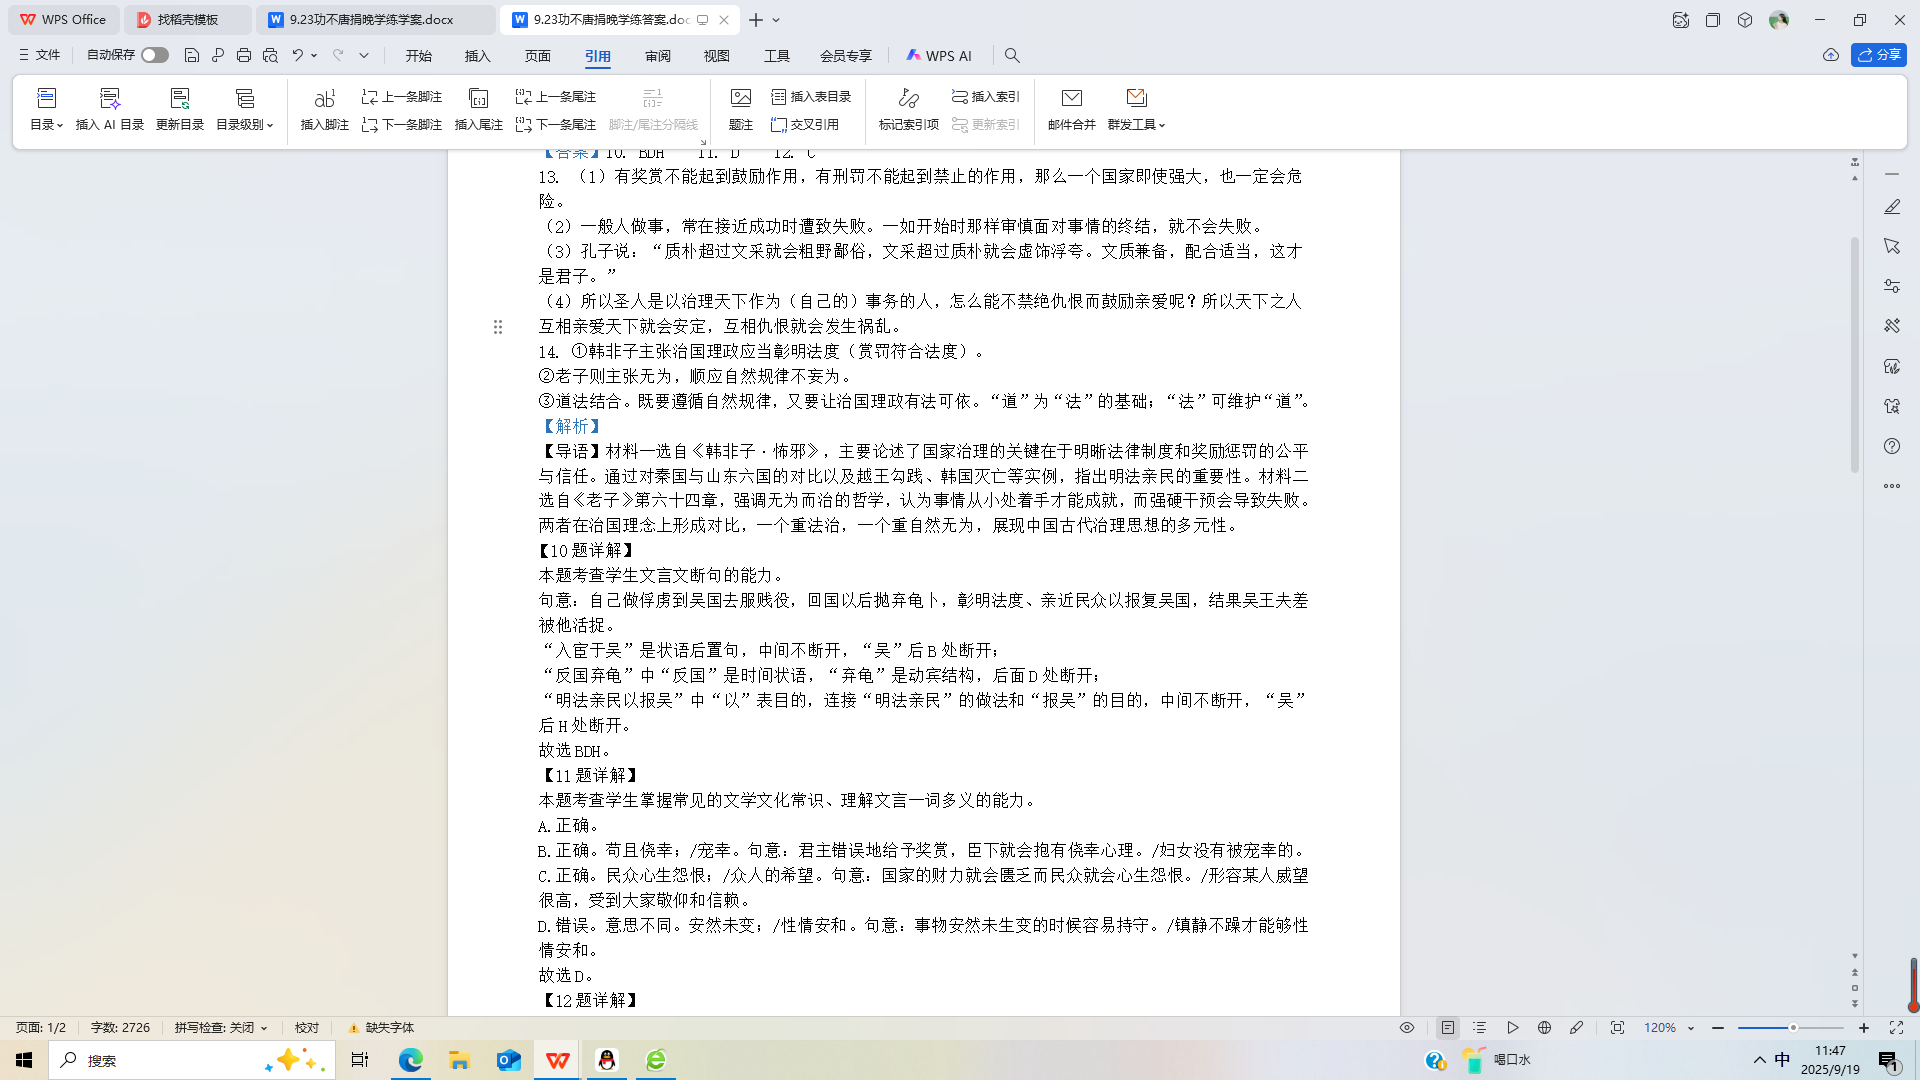 WPS Office
找稻壳模板
9.23功不唐捐晚学练学案.docx
9.23功不唐捐晚学练答案.doc
文件
自动保存
开始
插入
页面
引用
审阅
视图
工具
会员专享
WPS AI
分享
目录
插入 AI 目录
更新目录
目录级别
ab¹
插入脚注
上一条脚注
下一条脚注
插入尾注
上一条尾注
下一条尾注
脚注/尾注分隔线
题注
插入表目录
交叉引用
标记索引项
插入索引
更新索引
邮件合并
群发工具
【答案】10. BDH 11. D 12. C
13. （1）有奖赏不能起到鼓励作用，有刑罚不能起到禁止的作用，那么一个国家即使强大，也一定会危
险。
（2）一般人做事，常在接近成功时遭致失败。一如开始时那样审慎面对事情的终结，就不会失败。
（3）孔子说：“质朴超过文采就会粗野鄙俗，文采超过质朴就会虚饰浮夸。文质兼备，配合适当，这才
是君子。”
（4）所以圣人是以治理天下作为（自己的）事务的人，怎么能不禁绝仇恨而鼓励亲爱呢？所以天下之人
互相亲爱天下就会安定，互相仇恨就会发生祸乱。
14. ①韩非子主张治国理政应当彰明法度（赏罚符合法度）。
②老子则主张无为，顺应自然规律不妄为。
③道法结合。既要遵循自然规律，又要让治国理政有法可依。“道”为“法”的基础；“法”可维护“道”。
【解析】
【导语】材料一选自《韩非子·饰邪》，主要论述了国家治理的关键在于明晰法律制度和奖励惩罚的公平
与信任。通过对秦国与山东六国的对比以及越王勾践、韩国灭亡等实例，指出明法亲民的重要性。材料二
选自《老子》第六十四章，强调无为而治的哲学，认为事情从小处着手才能成就，而强硬干预会导致失败。
两者在治国理念上形成对比，一个重法治，一个重自然无为，展现中国古代治理思想的多元性。
【10题详解】
本题考查学生文言文断句的能力。
句意：自己做俘虏到吴国去服贱役，回国以后抛弃龟卜，彰明法度、亲近民众以报复吴国，结果吴王夫差
被他活捉。
“入宦于吴”是状语后置句，中间不断开，“吴”后B处断开；
“反国弃龟”中“反国”是时间状语，“弃龟”是动宾结构，后面D处断开；
“明法亲民以报吴”中“以”表目的，连接“明法亲民”的做法和“报吴”的目的，中间不断开，“吴”
后H处断开。
故选BDH。
【11题详解】
本题考查学生掌握常见的文学文化常识、理解文言一词多义的能力。
A.正确。
B.正确。苟且侥幸；/宠幸。句意：君主错误地给予奖赏，臣下就会抱有侥幸心理。/妇女没有被宠幸的。
C.正确。民众心生怨恨；/众人的希望。句意：国家的财力就会匮乏而民众就会心生怨恨。/形容某人威望
很高，受到大家敬仰和信赖。
D.错误。意思不同。安然未变；/性情安和。句意：事物安然未生变的时候容易持守。/镇静不躁才能够性
情安和。
故选D。
【12题详解】
页面: 1/2
字数: 2726
拼写检查: 关闭
校对
缺失字体
120%
搜索
喝口水
中
11:47
2025/9/19
1